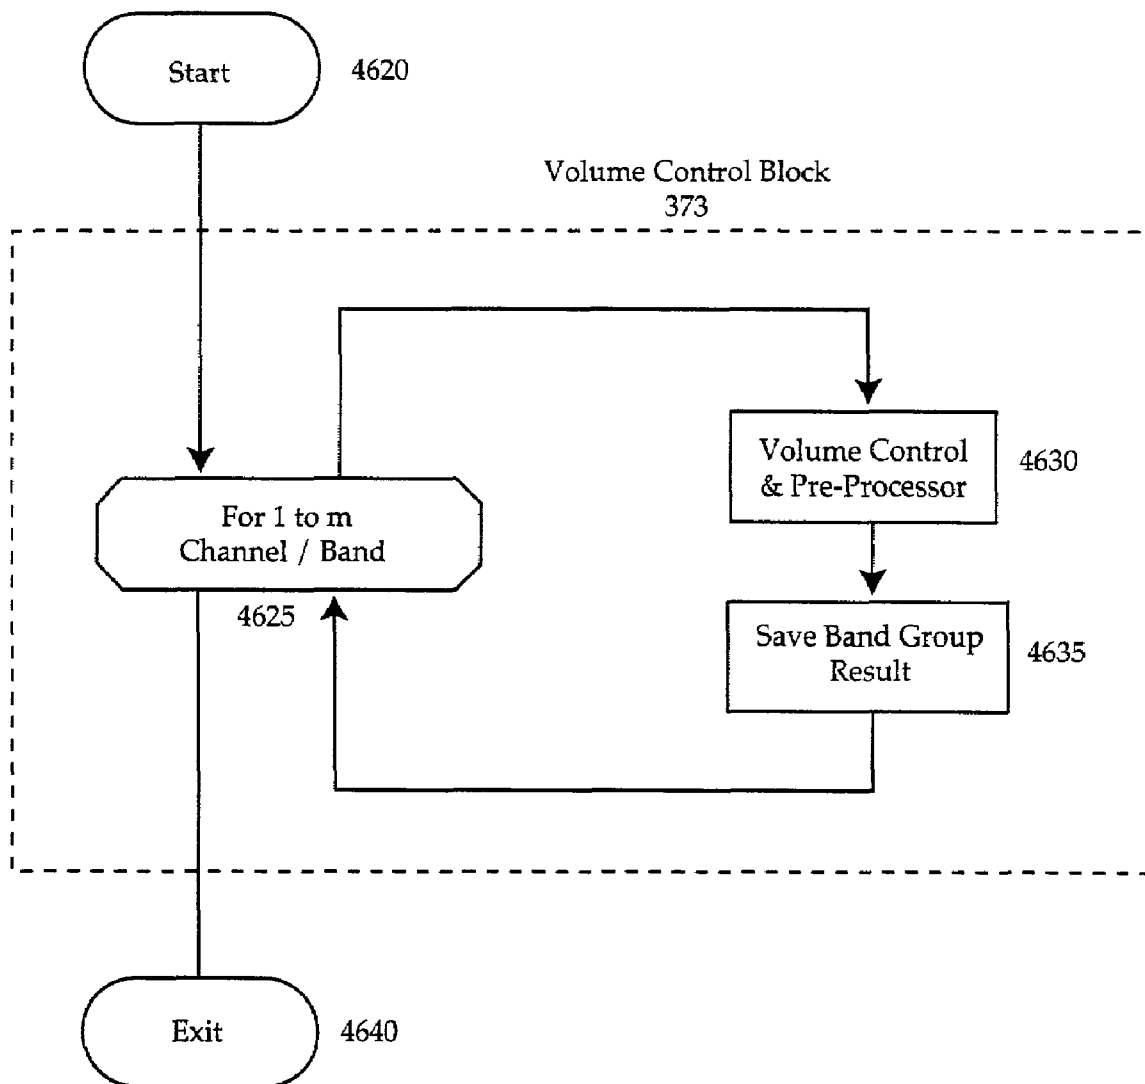 Start
4620
Volume Control Block
373
Volume Control
& Pre-Processor
4630
For 1 to m
Channel / Band
4625
Save Band Group
Result
4635
Exit
4640